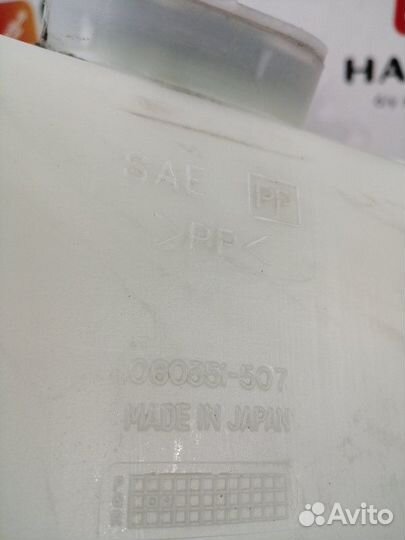 HA
SAE PP
>PP<
060351-507
MADE IN JAPAN
Avito